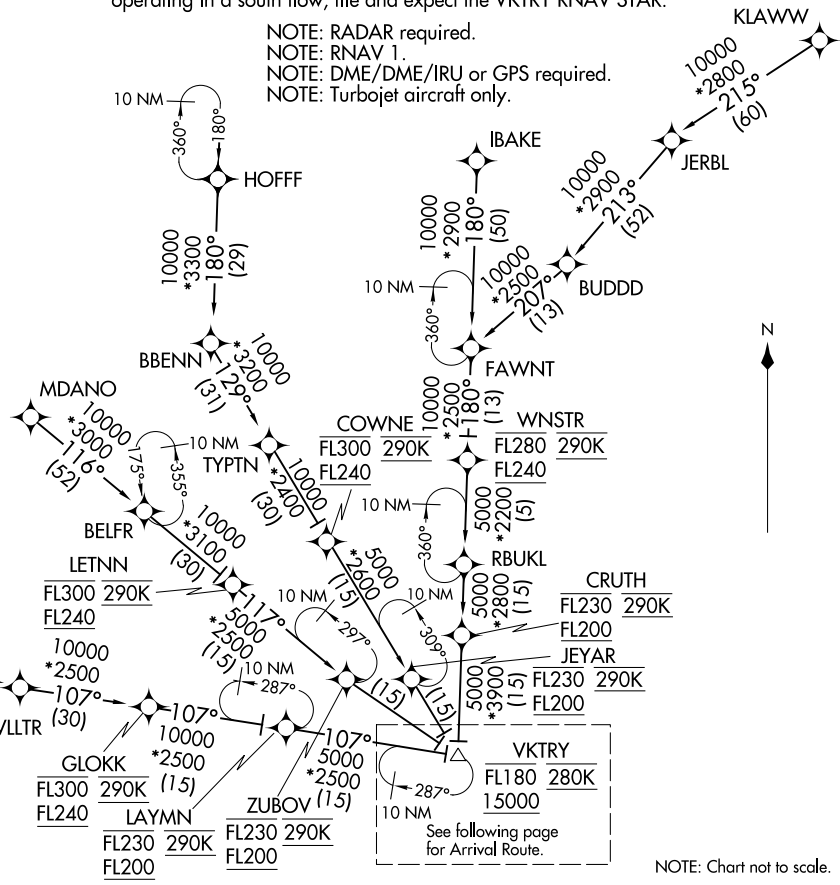 operating in a south flow, file and expect the VKTRY RNAV STAR.
NOTE: RADAR required.
NOTE: RNAV 1.
NOTE: DME/DME/IRU or GPS required.
NOTE: Turbojet aircraft only.
KLAWW
10000
*2800
215°
(60)
JERBL
10000
*2900
213°
(52)
BUDDD
10000
*2500
207°
(13)
10 NM
360°
180°
HOFFF
10000
*3300
180°
(29)
IBAKE
10000
*2900
180°
(50)
10 NM
360°
FAWNT
N
BBENN
10000
*3200
129°
(31)
TYPTN
10000
*2400
(30)
COWNE
FL300 290K
FL240
10000
*2500
180°
(13)
WNSTR
FL280 290K
FL240
MDANO
10000
*3000
116°
(52)
10 NM
175°
355°
BELFR
10000
*3100
(30)
LETNN
FL300 290K
FL240
5000
*2600
(15)
10 NM
360°
5000
*2200
(5)
RBUKL
5000
*2800
(15)
CRUTH
FL230 290K
FL200
117°
5000
*2500
(15)
10 NM
297°
10 NM
309°
JEYAR
FL230 290K
FL200
(15)
(15)
5000
*3900
(15)
10000
*2500
107°
(30)
VLLTR
GLOKK
FL300 290K
FL240
107°
10000
*2500
(15)
10 NM
287°
LAYMN
FL230 290K
FL200
107°
5000
*2500
(15)
ZUBOV
FL230 290K
FL200
VKTRY
FL180 280K
15000
287°
10 NM
See following page
for Arrival Route.
NOTE: Chart not to scale.